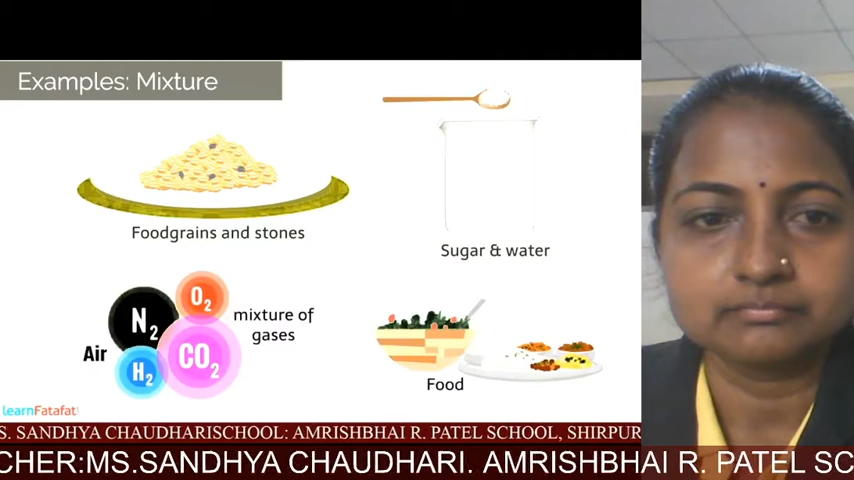 Examples: Mixture
Foodgrains and stones
Sugar & water
N2
O2
mixture of
gases
Air
H2
CO2
Food
learnFatafat
S. SANDHYA CHAUDHARISCHOOL: AMRISHBHAI R. PATEL SCHOOL, SHIRPUR
CHER:MS.SANDHYA CHAUDHARI. AMRISHBHAI R. PATEL SC